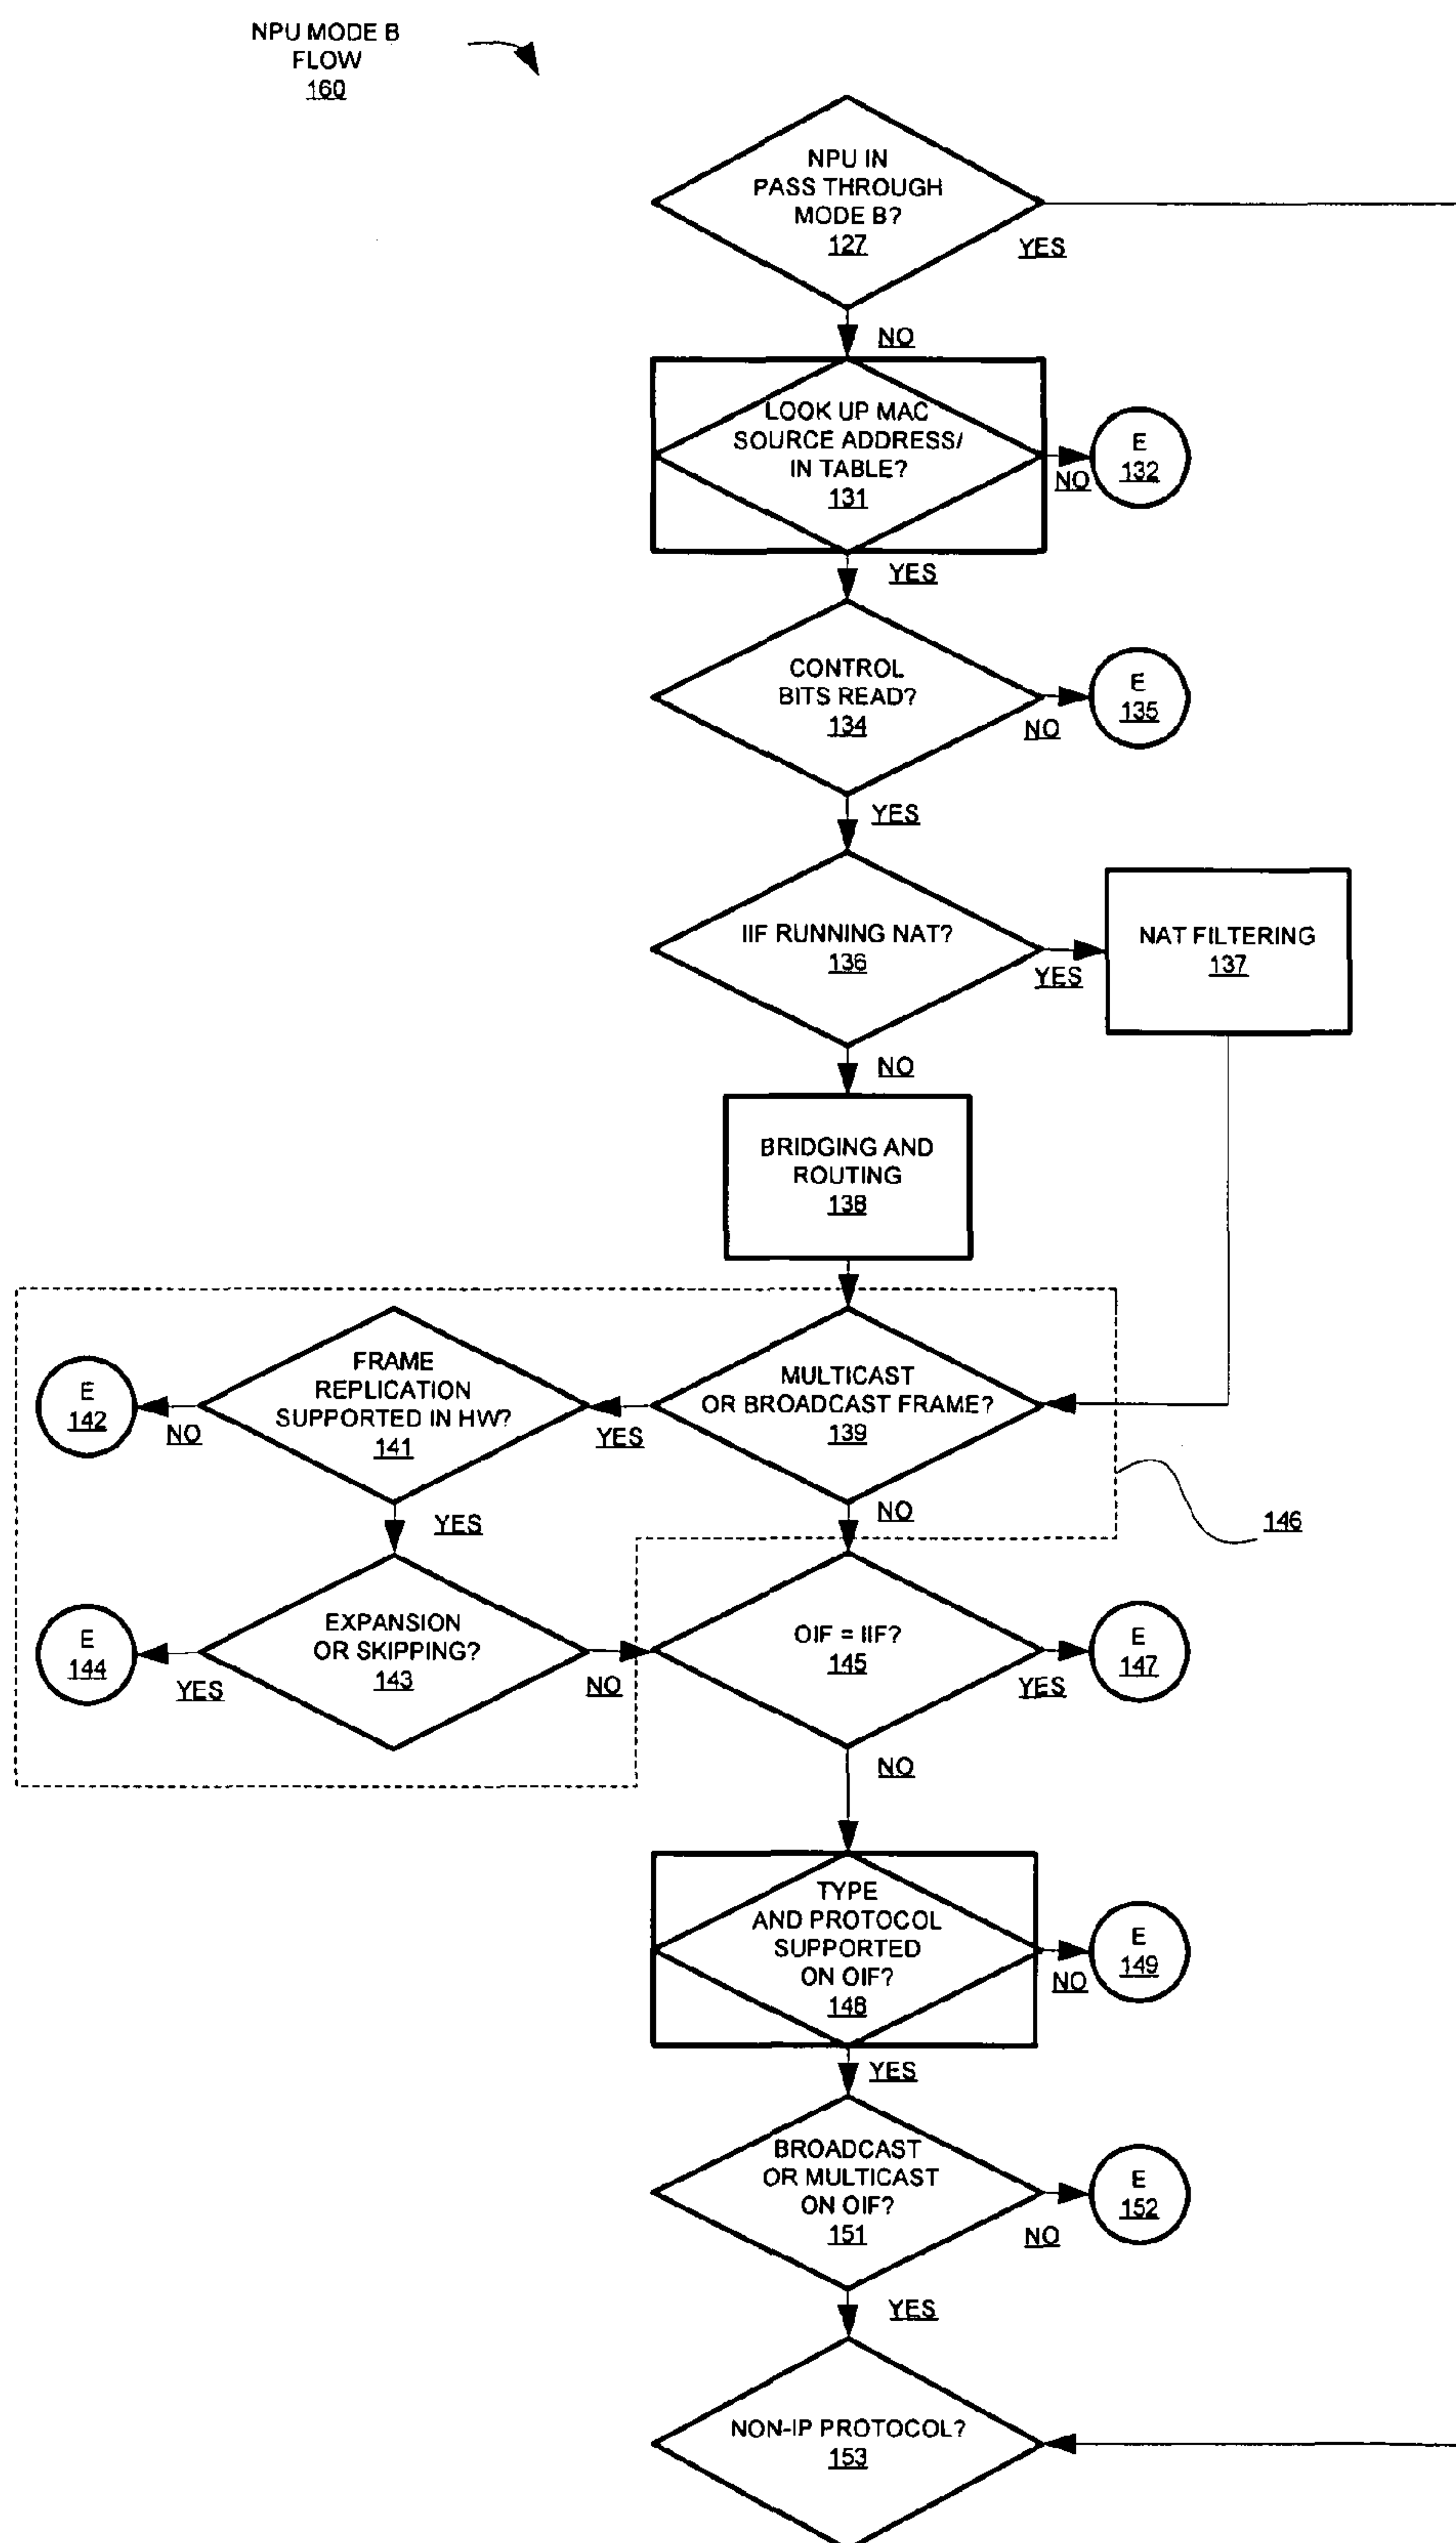 NPU MODE B
FLOW
160
NPU IN
PASS THROUGH
MODE B?
127
YES
NO
LOOK UP MAC
SOURCE ADDRESS/
IN TABLE?
131
NO
E
132
YES
CONTROL
BITS READ?
134
NO
E
135
YES
IIF RUNNING NAT?
136
YES
NAT FILTERING
137
NO
BRIDGING AND
ROUTING
138
E
142
NO
FRAME
REPLICATION
SUPPORTED IN HW?
141
YES
MULTICAST
OR BROADCAST FRAME?
139
YES
NO
146
E
144
YES
EXPANSION
OR SKIPPING?
143
NO
OIF = IIF?
145
YES
E
147
NO
TYPE
AND PROTOCOL
SUPPORTED
ON OIF?
148
NO
E
149
YES
BROADCAST
OR MULTICAST
ON OIF?
151
NO
E
152
YES
NON-IP PROTOCOL?
153